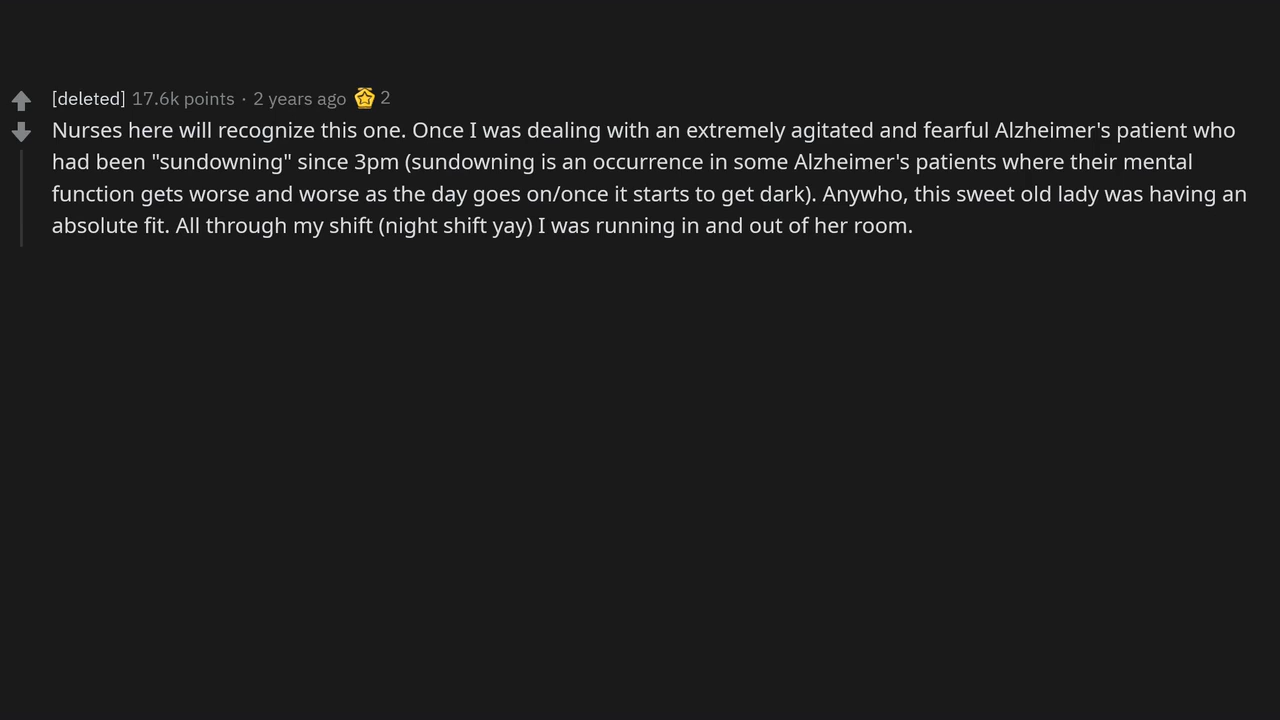 [deleted] 17.6k points · 2 years ago 2
Nurses here will recognize this one. Once I was dealing with an extremely agitated and fearful Alzheimer's patient who
had been "sundowning" since 3pm (sundowning is an occurrence in some Alzheimer's patients where their mental
function gets worse and worse as the day goes on/once it starts to get dark). Anywho, this sweet old lady was having an
absolute fit. All through my shift (night shift yay) I was running in and out of her room.